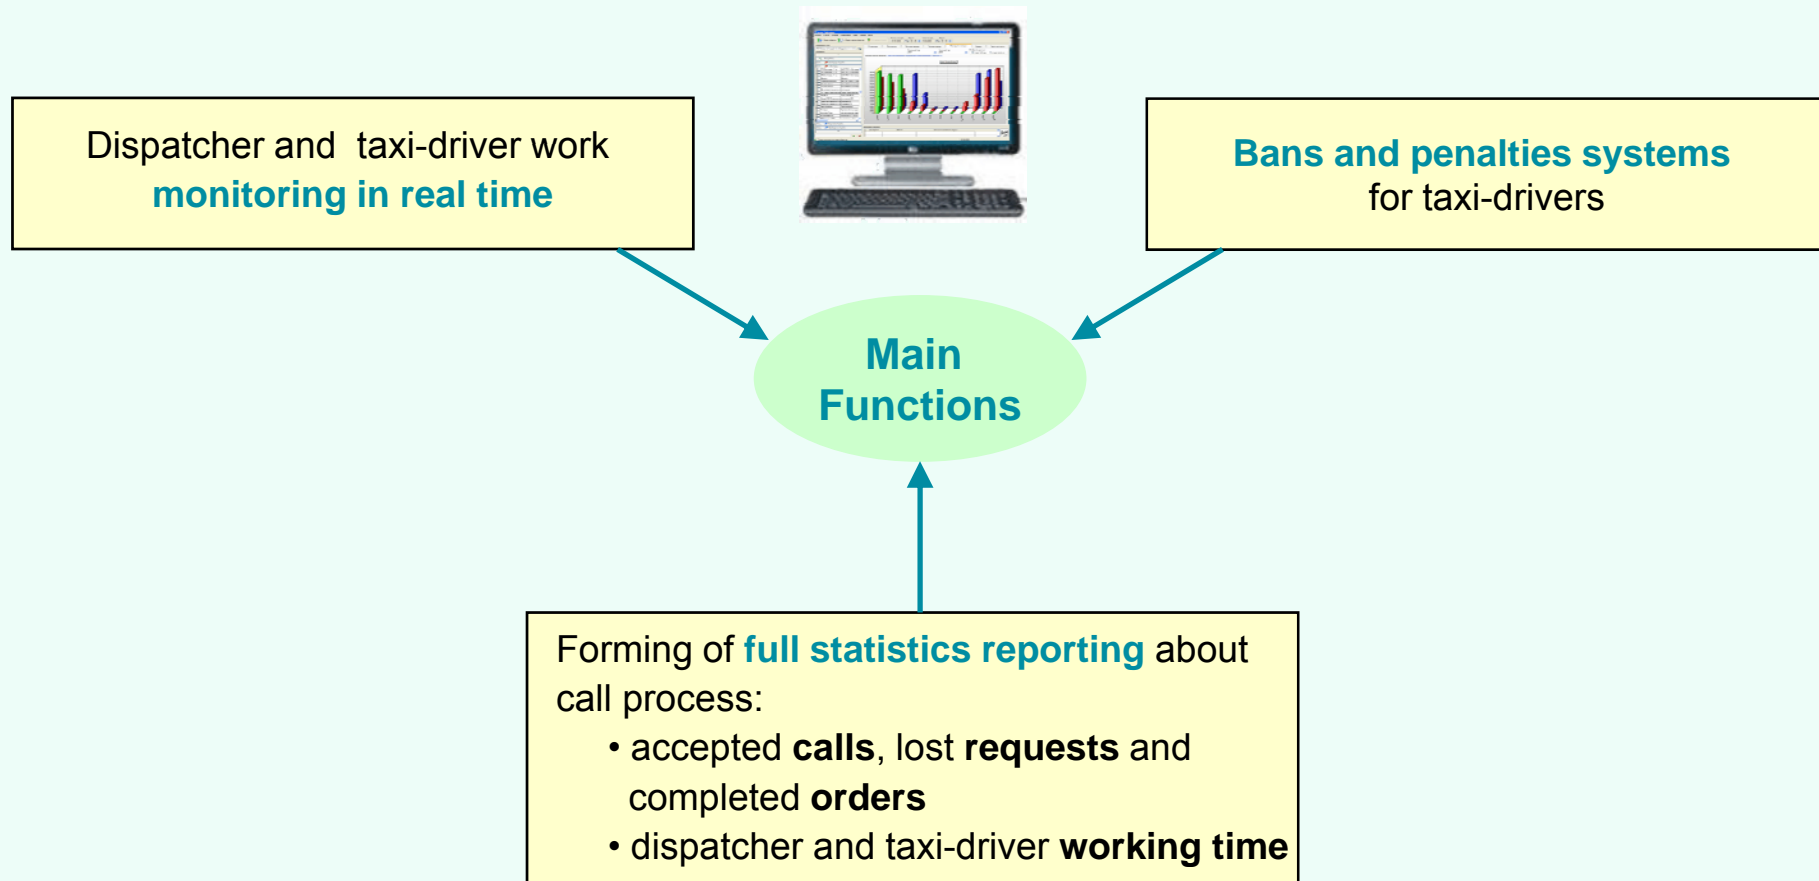 Dispatcher and taxi-driver work
monitoring in real time
Bans and penalties systems
for taxi-drivers
Main
Functions
Forming of full statistics reporting about
call process:
• accepted calls, lost requests and
completed orders
• dispatcher and taxi-driver working time